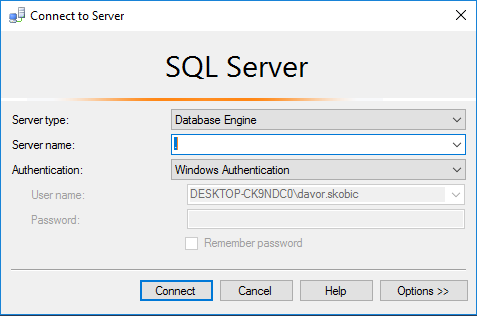 Connect to Server
SQL Server
Server type: Database Engine
Server name: .
Authentication: Windows Authentication
User name: DESKTOP-CK9NDC0\davor.skobic
Password:
Remember password
Connect Cancel Help Options >>